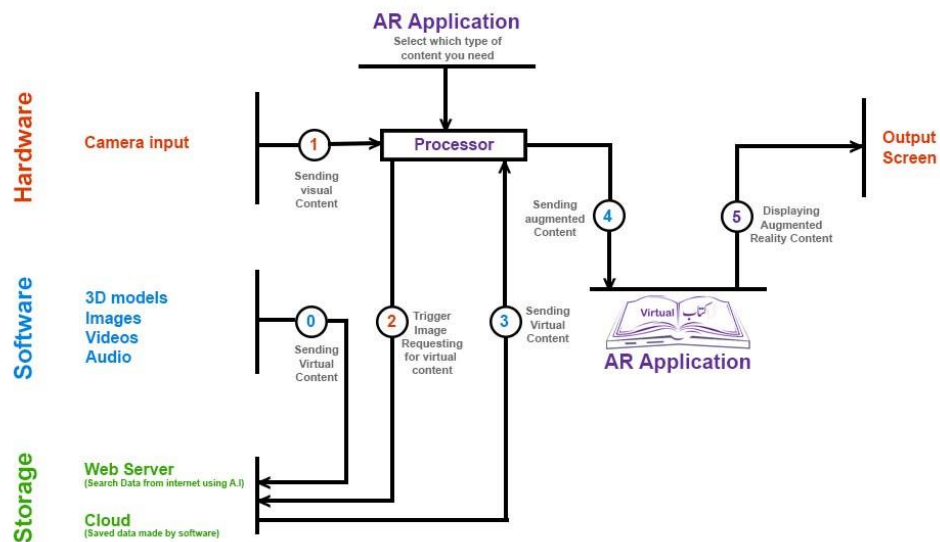 AR Application
Select which type of
content you need
Hardware
Camera input
1
Sending
visual
Content
Processor
Sending
augmented
Content
4
5
Displaying
Augmented
Reality Content
Output
Screen
Software
3D models
Images
Videos
Audio
0
Sending
Virtual
Content
2
Trigger
Image
Requesting
for virtual
content
3
Sending
Virtual
Content
Virtual کتاب
AR Application
Storage
Web Server
(Search Data from internet using A.I)
Cloud
(Saved data made by software)